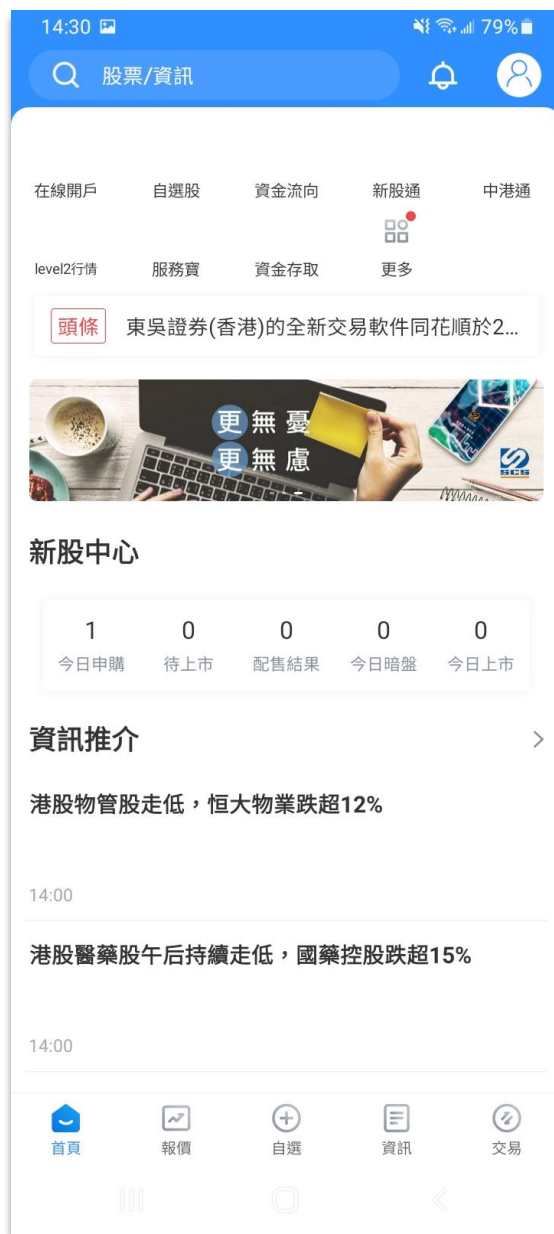 14:30 79%
股票/資訊
在線開戶 自選股 資金流向 新股通 中港通
level2行情 服務寶 資金存取 更多
頭條 東吳證券(香港)的全新交易軟件同花順於2...
更無憂
更無慮
SCS
新股中心
1 0 0 0 0
今日申購 待上市 配售結果 今日暗盤 今日上市
資訊推介
港股物管股走低，恒大物業跌超12%
14:00
港股醫藥股午后持續走低，國藥控股跌超15%
14:00
首頁 報價 自選 資訊 交易